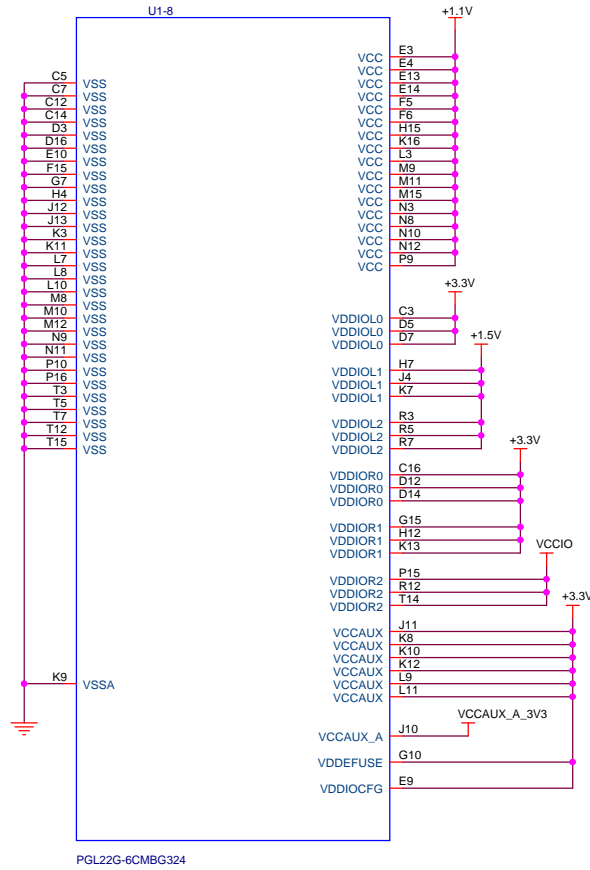 U1-8
+1.1V
C5 VSS
C7 VSS
C12 VSS
C14 VSS
D3 VSS
D16 VSS
E10 VSS
F15 VSS
G7 VSS
H4 VSS
J12 VSS
J13 VSS
K3 VSS
K11 VSS
L7 VSS
L8 VSS
L10 VSS
M8 VSS
M10 VSS
M12 VSS
N9 VSS
N11 VSS
P10 VSS
P16 VSS
T3 VSS
T5 VSS
T7 VSS
T12 VSS
T15 VSS
K9 VSSA
VCC E3
VCC E4
VCC E13
VCC E14
VCC F5
VCC F6
VCC H15
VCC K16
VCC L3
VCC M9
VCC M11
VCC M15
VCC N3
VCC N8
VCC N10
VCC N12
VCC P9
+3.3V
VDDIOL0 C3
VDDIOL0 D5
VDDIOL0 D7
+1.5V
VDDIOL1 H7
VDDIOL1 J4
VDDIOL1 K7
VDDIOL2 R3
VDDIOL2 R5
VDDIOL2 R7
+3.3V
VDDIOR0 C16
VDDIOR0 D12
VDDIOR0 D14
VDDIOR1 G15
VDDIOR1 H12
VDDIOR1 K13
VCCIO
VDDIOR2 P15
VDDIOR2 R12
VDDIOR2 T14
+3.3V
VCCAUX J11
VCCAUX K8
VCCAUX K10
VCCAUX K12
VCCAUX L9
VCCAUX L11
VCCAUX_A_3V3
VCCAUX_A J10
VDDEFUSE G10
VDDIOCFG E9
PGL22G-6CMBG324